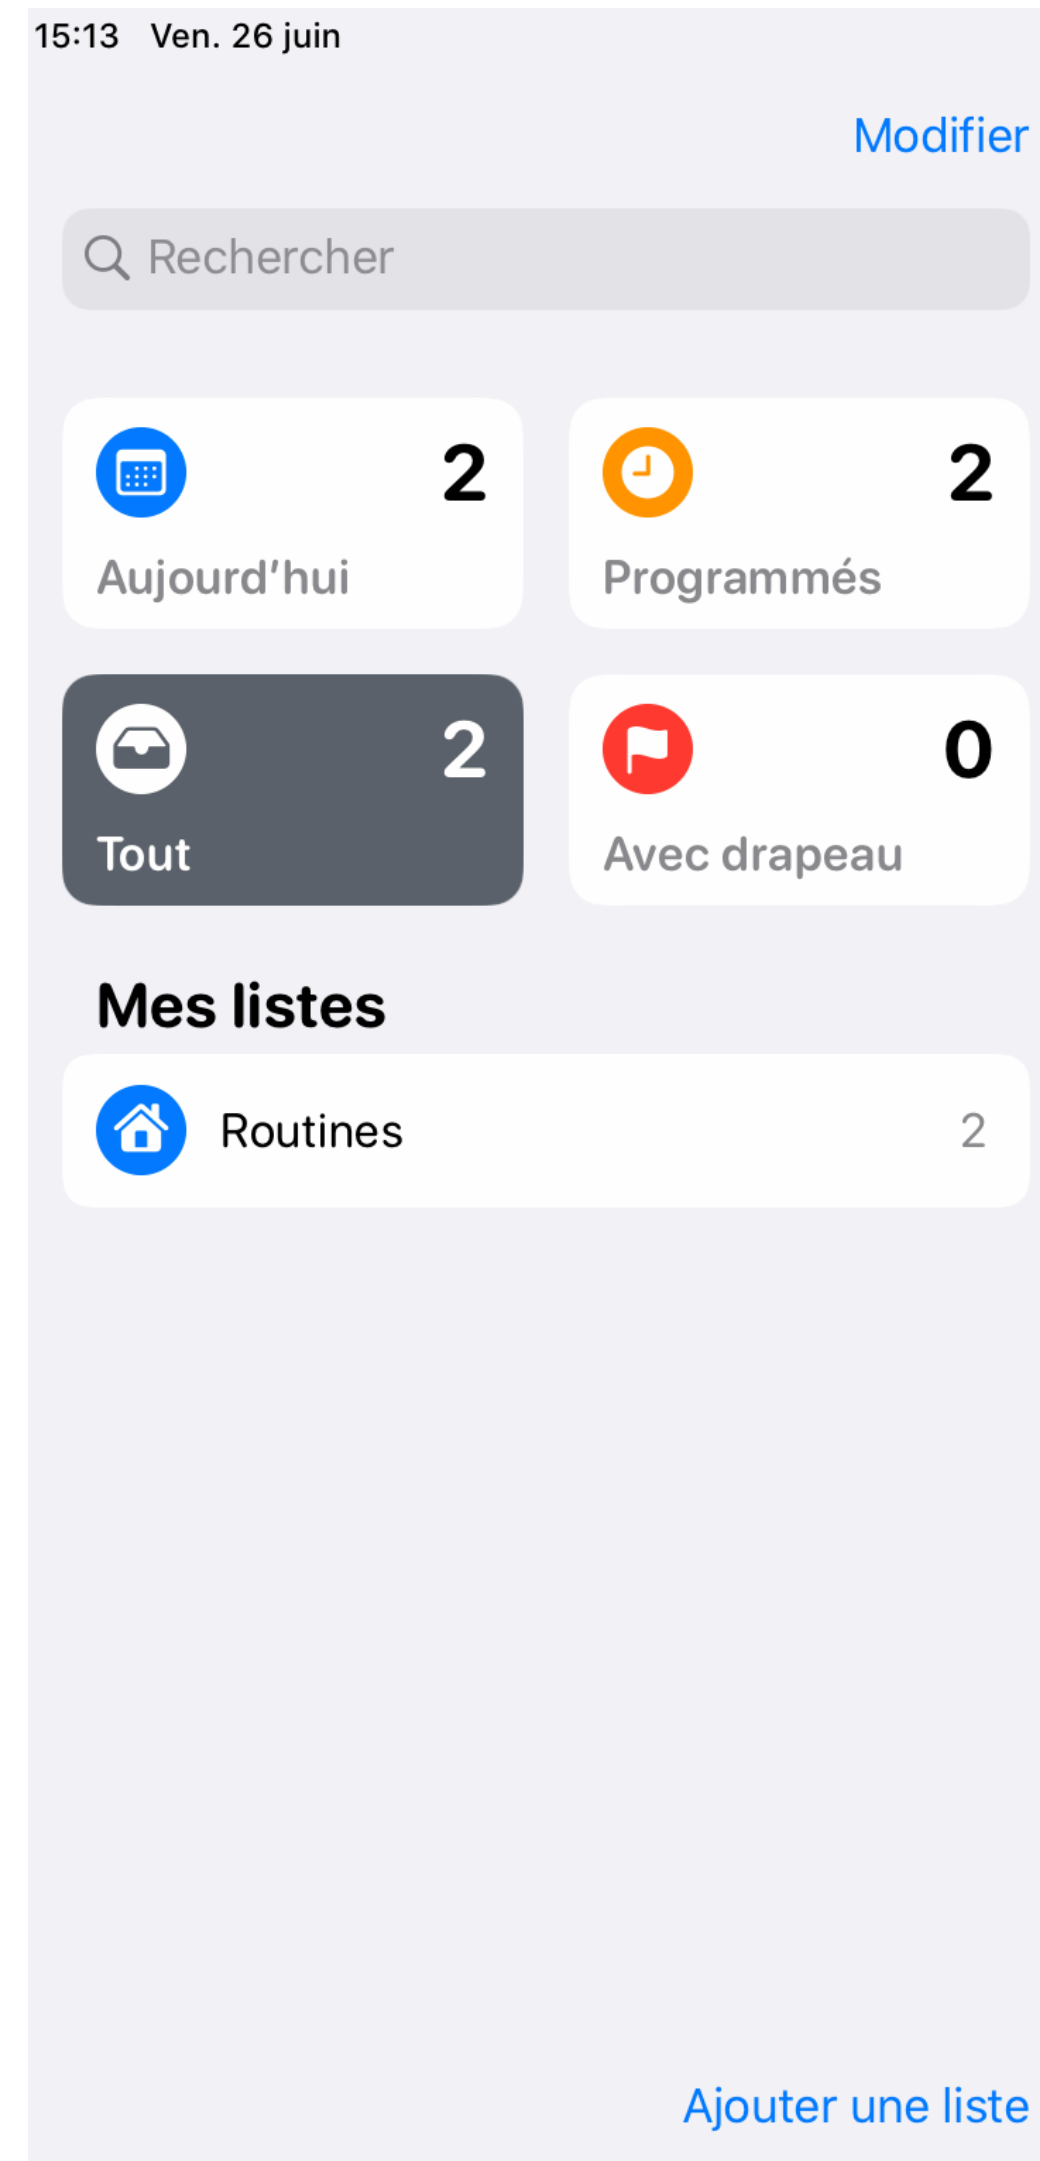 15:13 Ven. 26 juin
Modifier
Rechercher
2
Aujourd’hui
2
Programmés
2
Tout
0
Avec drapeau
Mes listes
Routines 2
Ajouter une liste